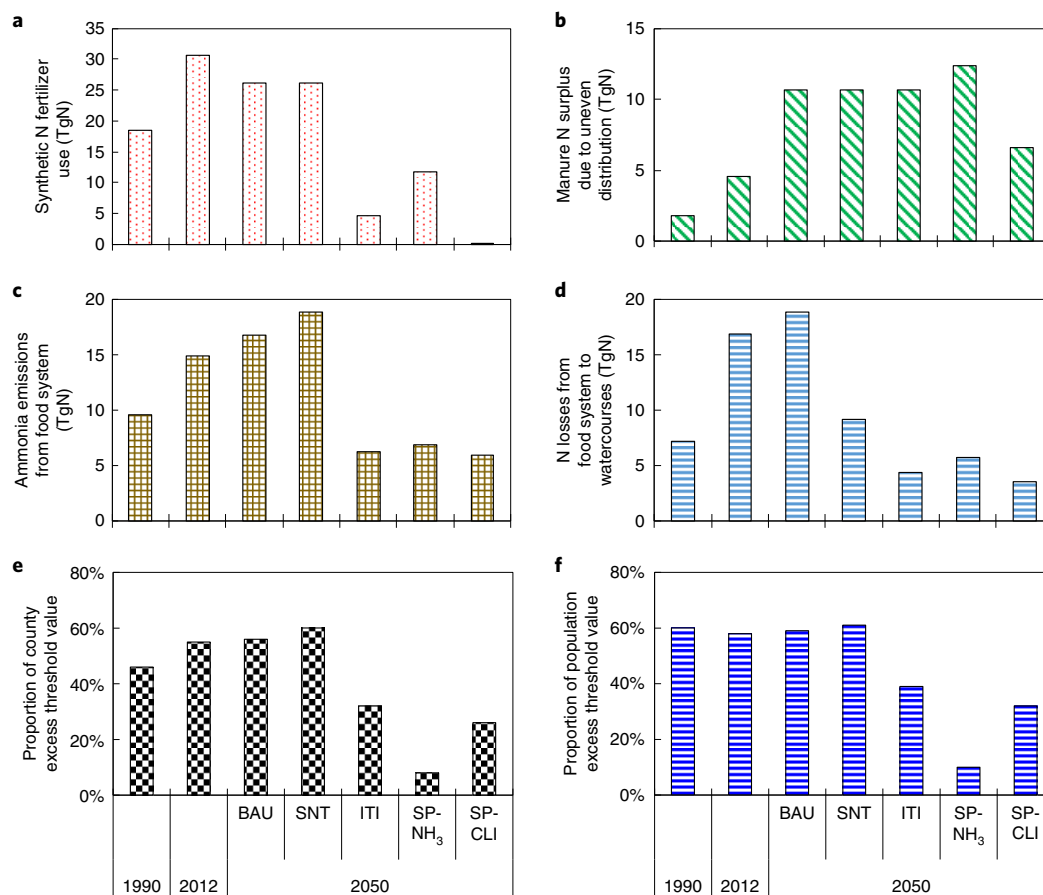 a
Synthetic N fertilizer
use (TgN)
35
30
25
20
15
10
5
0
b
Manure N surplus
due to uneven
distribution (TgN)
15
10
5
0
c
Ammonia emissions
from food system
(TgN)
20
15
10
5
0
d
N losses from
food system to
watercourses (TgN)
20
15
10
5
0
e
Proportion of county
excess threshold value
80%
60%
40%
20%
0%
BAU SNT ITI SP-NH₃ SP-CLI
1990 2012 2050
f
Proportion of population
excess threshold value
80%
60%
40%
20%
0%
BAU SNT ITI SP-NH₃ SP-CLI
1990 2012 2050